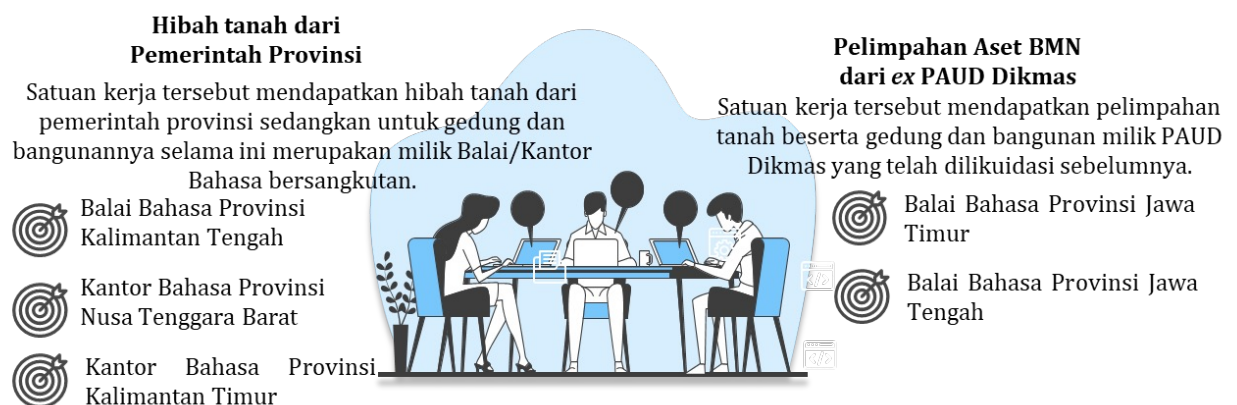 Hibah tanah dari
Pemerintah Provinsi
Satuan kerja tersebut mendapatkan hibah tanah dari
pemerintah provinsi sedangkan untuk gedung dan
bangunannya selama ini merupakan milik Balai/Kantor
Bahasa bersangkutan.
Balai Bahasa Provinsi
Kalimantan Tengah
Kantor Bahasa Provinsi
Nusa Tenggara Barat
Kantor Bahasa Provinsi
Kalimantan Timur
Pelimpahan Aset BMN
dari ex PAUD Dikmas
Satuan kerja tersebut mendapatkan pelimpahan
tanah beserta gedung dan bangunan milik PAUD
Dikmas yang telah dilikuidasi sebelumnya.
Balai Bahasa Provinsi Jawa
Timur
Balai Bahasa Provinsi Jawa
Tengah